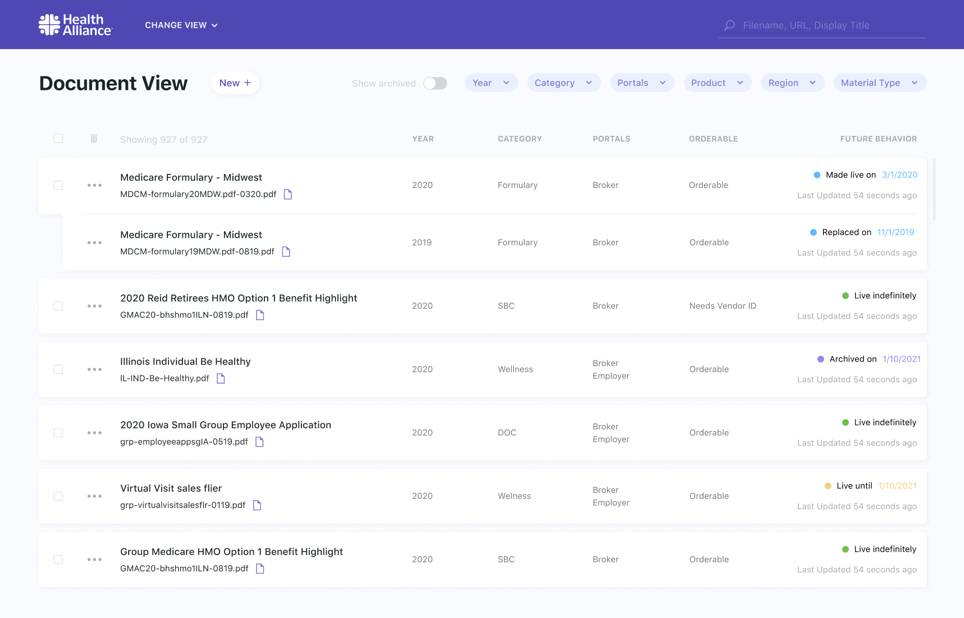 Health
Alliance
CHANGE VIEW
Filename, URL, Display Title
Document View
New +
Show archived
Year
Category
Portals
Product
Region
Material Type
Showing 927 of 927
YEAR
CATEGORY
PORTALS
ORDERABLE
FUTURE BEHAVIOR
Medicare Formulary - Midwest
MDCM-formulary20MDW.pdf-0320.pdf
2020
Formulary
Broker
Orderable
Made live on 3/1/2020
Last Updated 54 seconds ago
Medicare Formulary - Midwest
MDCM-formulary19MDW.pdf-0819.pdf
2019
Formulary
Broker
Orderable
Replaced on 11/1/2019
Last Updated 54 seconds ago
2020 Reid Retirees HMO Option 1 Benefit Highlight
GMAC20-bhshmo1ILN-0819.pdf
2020
SBC
Broker
Needs Vendor ID
Live indefinitely
Last Updated 54 seconds ago
Illinois Individual Be Healthy
IL-IND-Be-Healthy.pdf
2020
Wellness
Broker
Employer
Orderable
Archived on 1/10/2021
Last Updated 54 seconds ago
2020 Iowa Small Group Employee Application
grp-employeeappsgIA-0519.pdf
2020
DOC
Broker
Employer
Orderable
Live indefinitely
Last Updated 54 seconds ago
Virtual Visit sales flier
grp-virtualvisitsalesflr-0119.pdf
2020
Welness
Broker
Employer
Orderable
Live until 1/10/2021
Last Updated 54 seconds ago
Group Medicare HMO Option 1 Benefit Highlight
GMAC20-bhshmo1ILN-0819.pdf
2020
SBC
Broker
Orderable
Live indefinitely
Last Updated 54 seconds ago